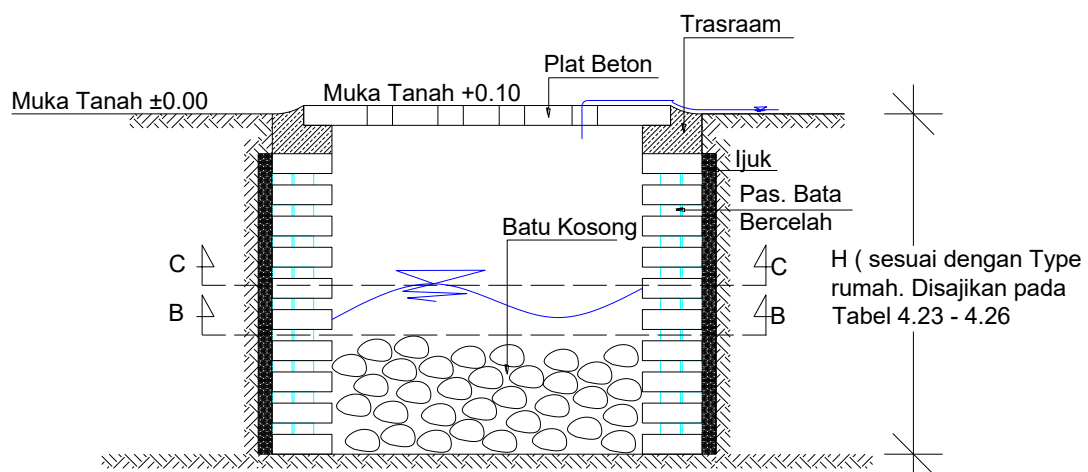 Trasraam
Plat Beton
Muka Tanah ±0.00
Muka Tanah +0.10
Ijuk
Pas. Bata
Bercelah
Batu Kosong
C
C
B
B
H ( sesuai dengan Type
rumah. Disajikan pada
Tabel 4.23 - 4.26